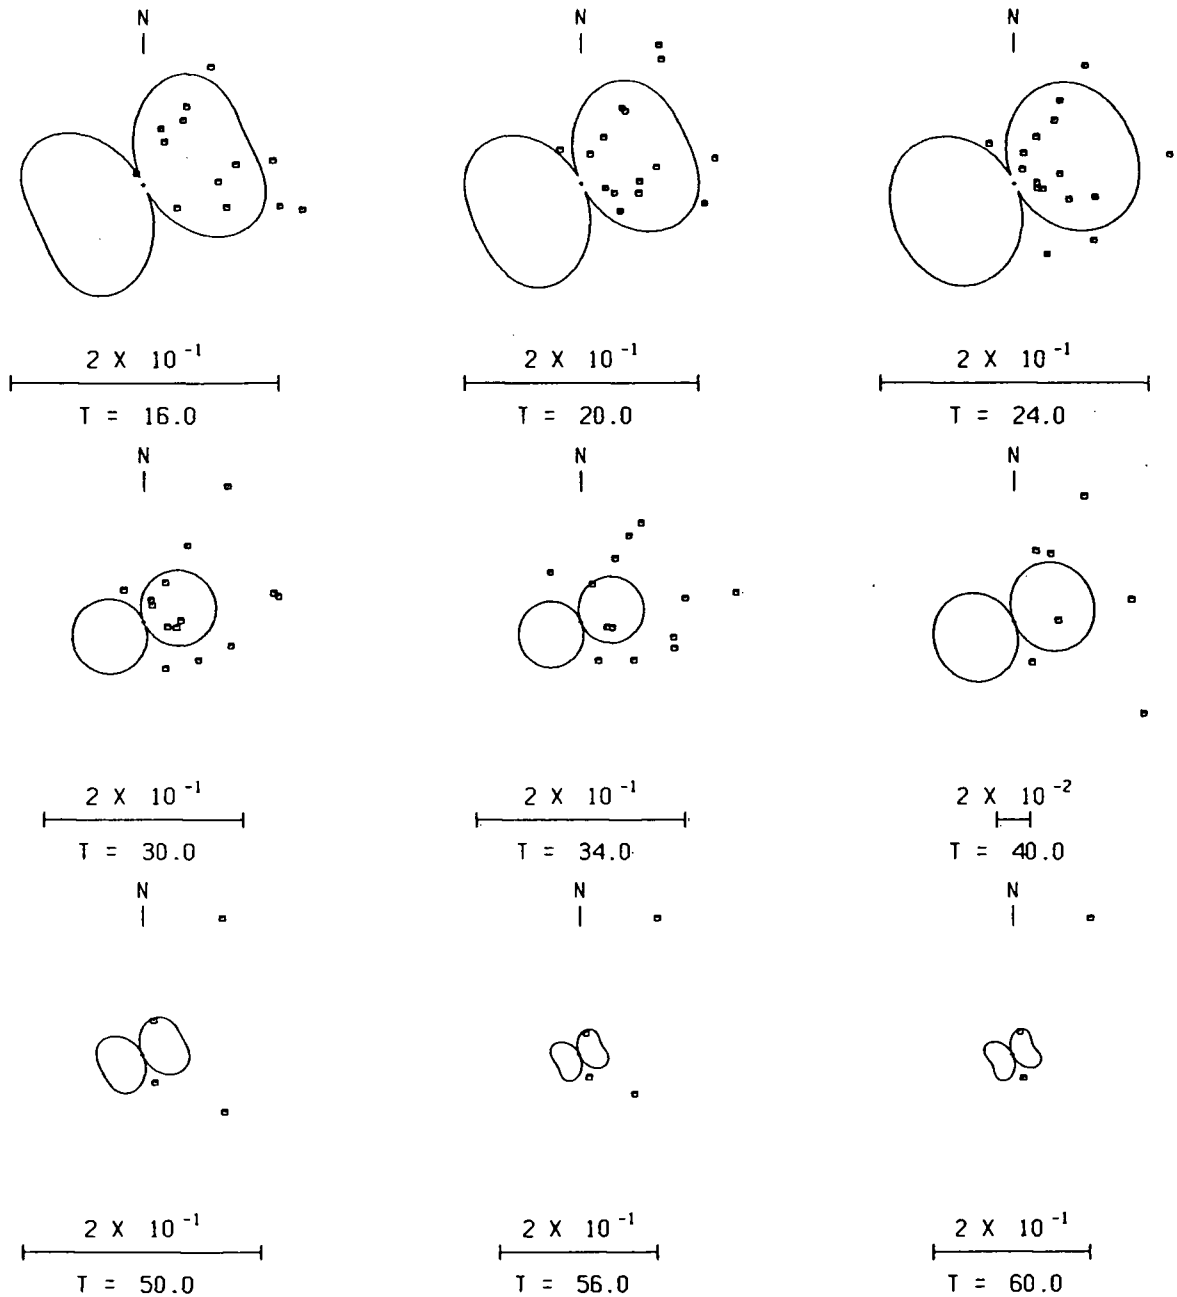 N N N
2 X 10⁻¹ 2 X 10⁻¹ 2 X 10⁻¹
T = 16.0 T = 20.0 T = 24.0
N N N
2 X 10⁻¹ 2 X 10⁻¹ 2 X 10⁻²
T = 30.0 T = 34.0 T = 40.0
N N N
2 X 10⁻¹ 2 X 10⁻¹ 2 X 10⁻¹
T = 50.0 T = 56.0 T = 60.0